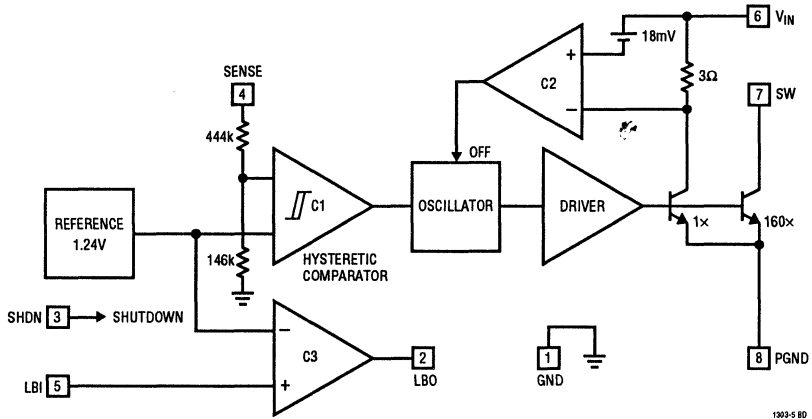 6 VIN
18mV
3Ω
7 SW
SENSE
4
444k
+
C2
−
OFF
C1
OSCILLATOR
DRIVER
1×
160×
REFERENCE
1.24V
146k
HYSTERETIC
COMPARATOR
SHDN 3 SHUTDOWN
−
C3
+
LBI 5
2
LBO
1
GND
8 PGND
1303-5 BD